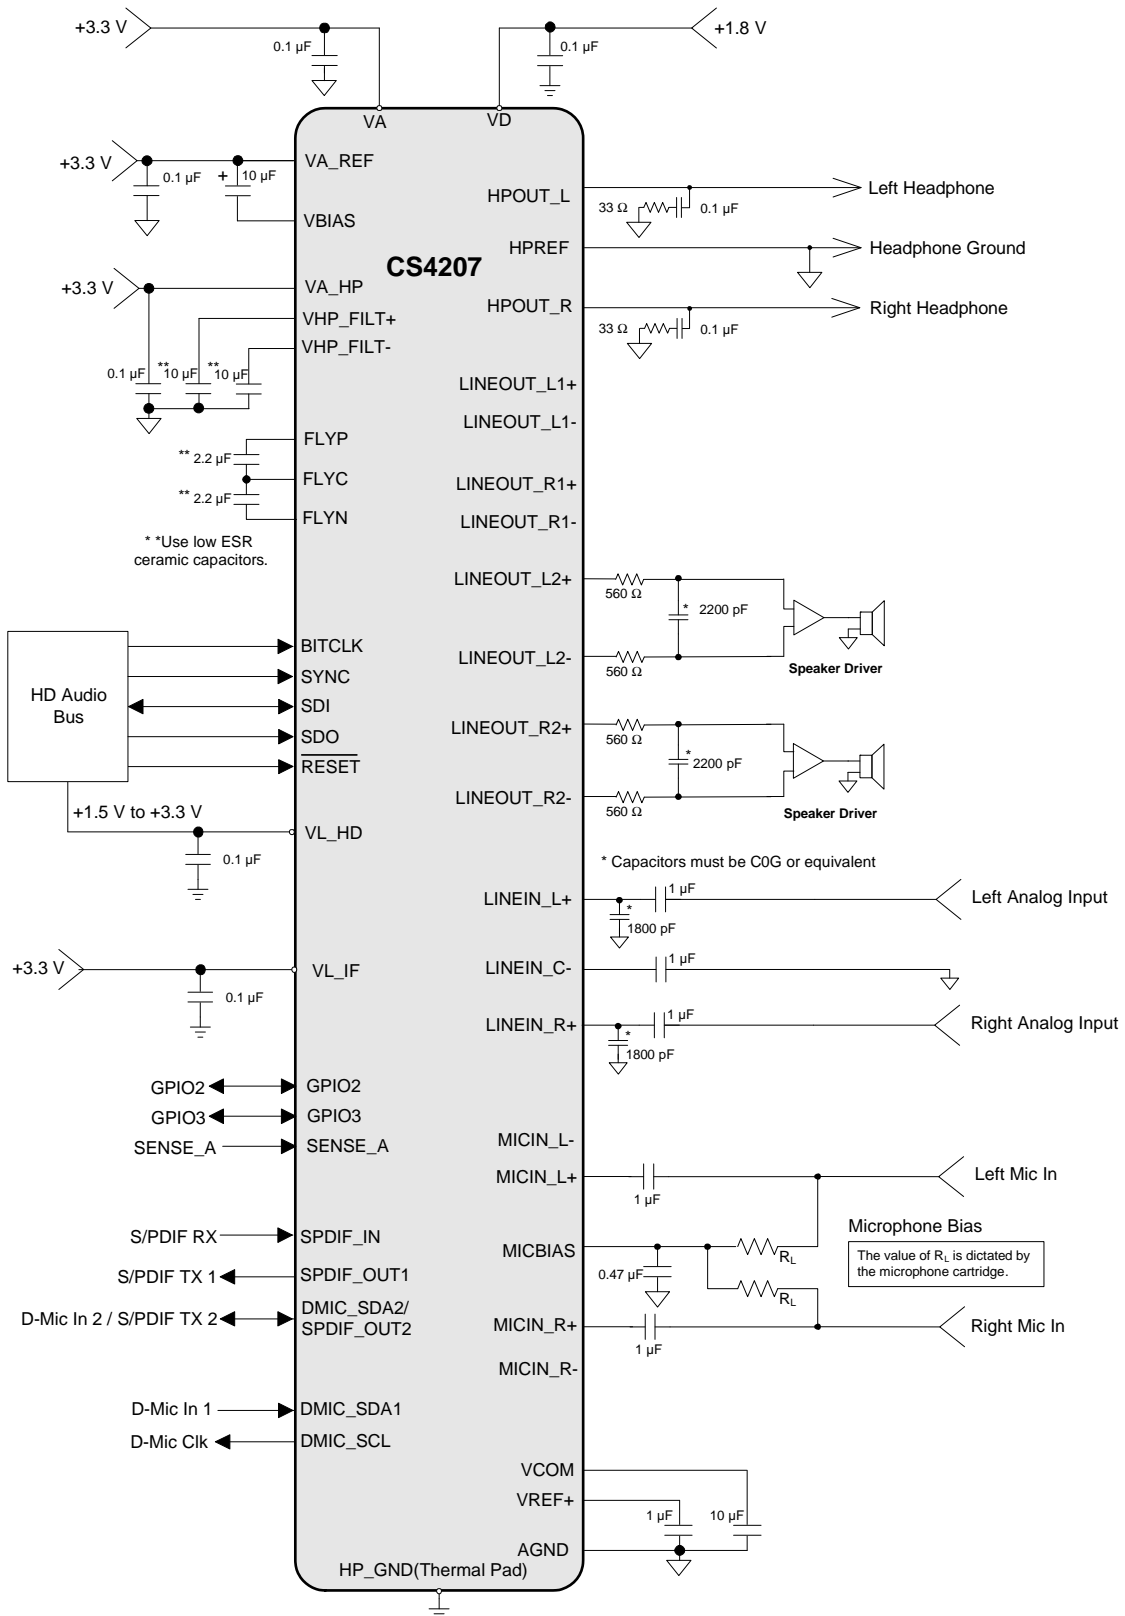 +3.3 V
0.1 µF
0.1 µF
+1.8 V
VA
VD
+3.3 V
0.1 µF
+
10 µF
VA_REF
VBIAS
HPOUT_L
33 Ω
0.1 µF
Left Headphone
HPREF
Headphone Ground
CS4207
+3.3 V
VA_HP
VHP_FILT+
VHP_FILT-
HPOUT_R
33 Ω
0.1 µF
Right Headphone
0.1 µF
**
10 µF
**
10 µF
LINEOUT_L1+
LINEOUT_L1-
FLYP
** 2.2 µF
FLYC
** 2.2 µF
FLYN
LINEOUT_R1+
LINEOUT_R1-
* *Use low ESR
ceramic capacitors.
LINEOUT_L2+
560 Ω
* 2200 pF
LINEOUT_L2-
560 Ω
Speaker Driver
HD Audio
Bus
BITCLK
SYNC
SDI
SDO
RESET
LINEOUT_R2+
560 Ω
* 2200 pF
LINEOUT_R2-
560 Ω
Speaker Driver
+1.5 V to +3.3 V
VL_HD
0.1 µF
* Capacitors must be C0G or equivalent
LINEIN_L+
*
1800 pF
1 µF
Left Analog Input
LINEIN_C-
1 µF
+3.3 V
VL_IF
0.1 µF
LINEIN_R+
*
1800 pF
1 µF
Right Analog Input
GPIO2
GPIO2
GPIO3
GPIO3
SENSE_A
SENSE_A
MICIN_L-
MICIN_L+
1 µF
Left Mic In
S/PDIF RX
SPDIF_IN
S/PDIF TX 1
SPDIF_OUT1
D-Mic In 2 / S/PDIF TX 2
DMIC_SDA2/
SPDIF_OUT2
MICBIAS
0.47 µF
RL
RL
Microphone Bias
The value of RL is dictated by
the microphone cartridge.
MICIN_R+
1 µF
Right Mic In
MICIN_R-
D-Mic In 1
DMIC_SDA1
D-Mic Clk
DMIC_SCL
VCOM
VREF+
1 µF
10 µF
AGND
HP_GND(Thermal Pad)